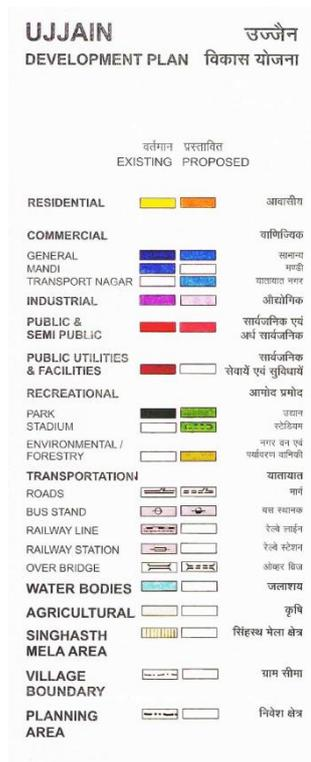 UJJAIN उज्जैन
DEVELOPMENT PLAN विकास योजना
वर्तमान प्रस्तावित
EXISTING PROPOSED
RESIDENTIAL आवासीय
COMMERCIAL वाणिज्यिक
GENERAL सामान्य
MANDI मण्डी
TRANSPORT NAGAR यातायात नगर
INDUSTRIAL औद्योगिक
PUBLIC & सार्वजनिक एवं
SEMI PUBLIC अर्ध सार्वजनिक
PUBLIC UTILITIES सार्वजनिक
& FACILITIES सेवायें एवं सुविधायें
RECREATIONAL आमोद प्रमोद
PARK उद्यान
STADIUM स्टेडियम
ENVIRONMENTAL / नगर वन एवं
FORESTRY पर्यावरण वानिकी
TRANSPORTATION यातायात
ROADS मार्ग
BUS STAND बस स्थानक
RAILWAY LINE रेल्वे लाईन
RAILWAY STATION रेल्वे स्टेशन
OVER BRIDGE ओव्हर ब्रिज
WATER BODIES जलाशय
AGRICULTURAL कृषि
SINGHASTH सिंहस्थ मेला क्षेत्र
MELA AREA
VILLAGE ग्राम सीमा
BOUNDARY
PLANNING निवेश क्षेत्र
AREA